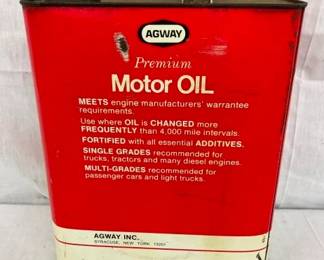 AGWAY
Premium
Motor OIL
MEETS engine manufacturers' warrantee
requirements.
Use where OIL is CHANGED more
FREQUENTLY than 4,000 mile intervals.
FORTIFIED with all essential ADDITIVES.
SINGLE GRADES recommended for
trucks, tractors and many diesel engines.
MULTI-GRADES recommended for
passenger cars and light trucks.
AGWAY INC.
SYRACUSE, NEW YORK 13201